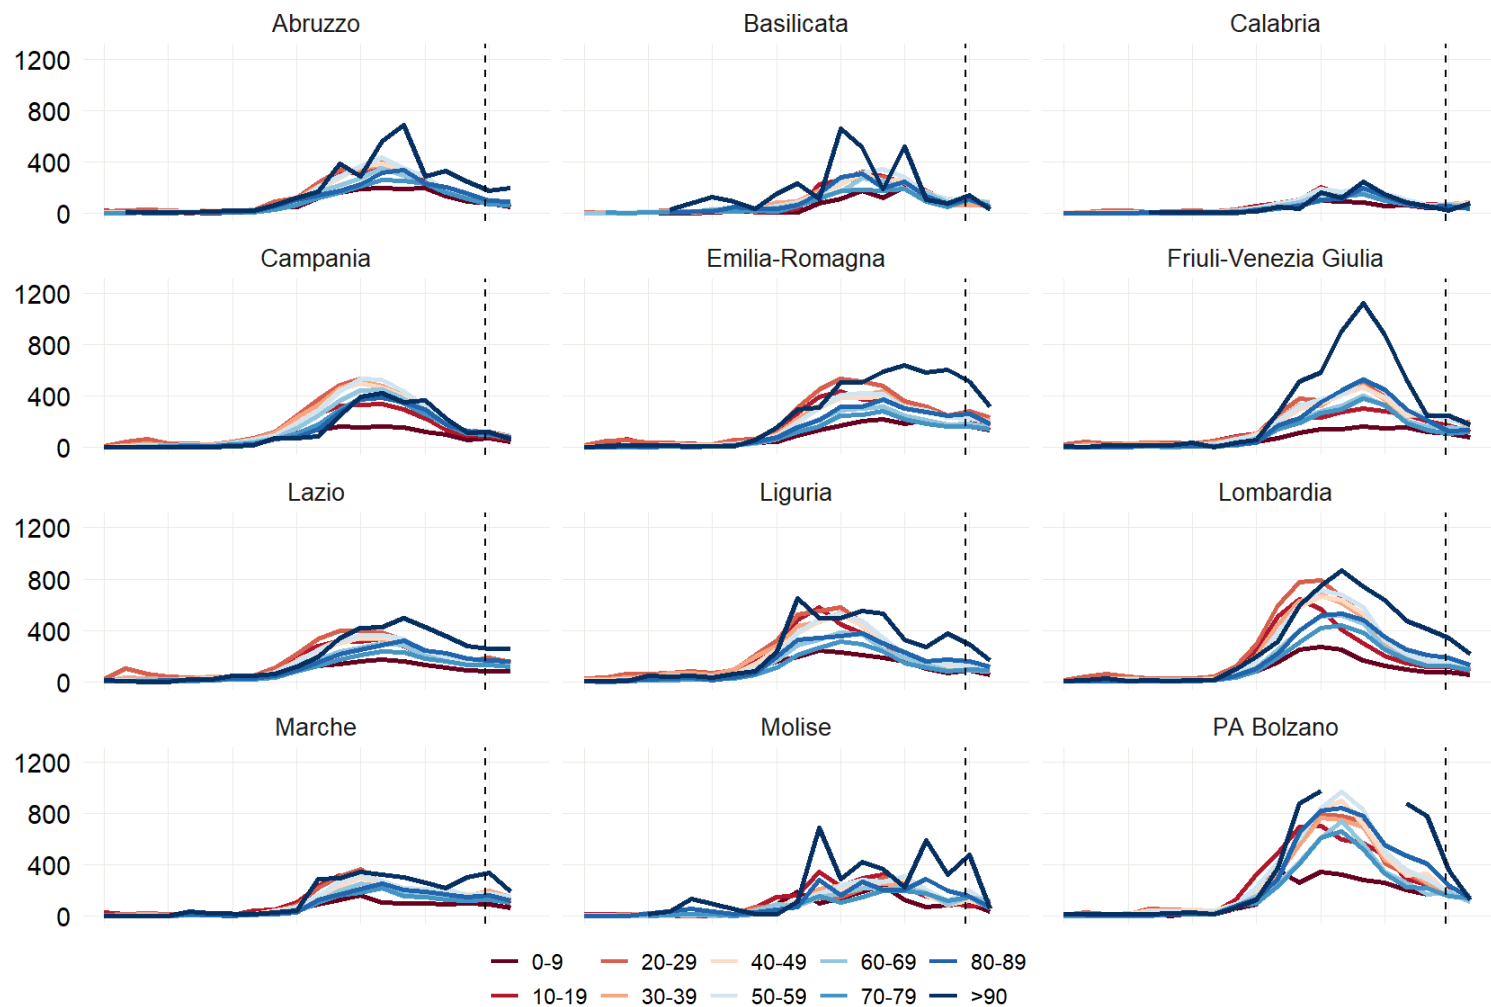 Abruzzo Basilicata Calabria
1200
800
400
0
Campania Emilia-Romagna Friuli-Venezia Giulia
1200
800
400
0
Lazio Liguria Lombardia
1200
800
400
0
Marche Molise PA Bolzano
1200
800
400
0
0-9 20-29 40-49 60-69 80-89
10-19 30-39 50-59 70-79 >90